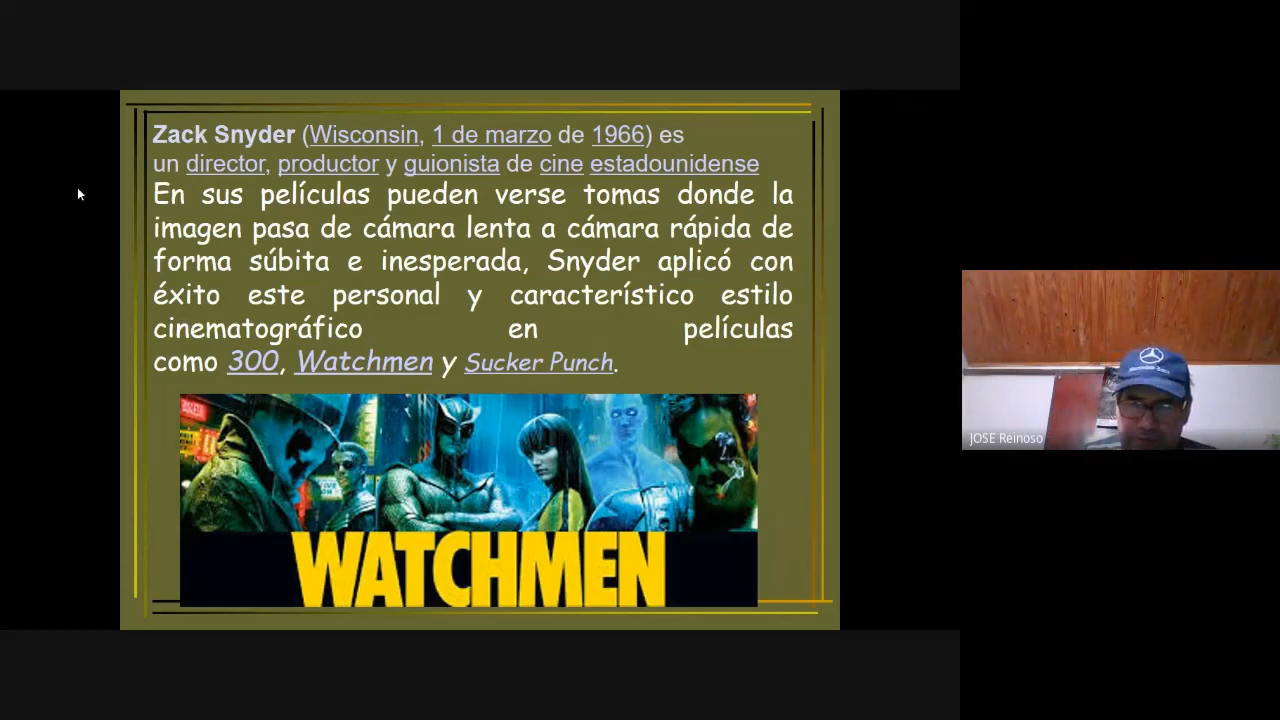 Zack Snyder (Wisconsin, 1 de marzo de 1966) es
un director, productor y guionista de cine estadounidense
En sus películas pueden verse tomas donde la
imagen pasa de cámara lenta a cámara rápida de
forma súbita e inesperada, Snyder aplicó con
éxito este personal y característico estilo
cinematográfico en películas
como 300, Watchmen y Sucker Punch.
WATCHMEN
JOSE Reinoso